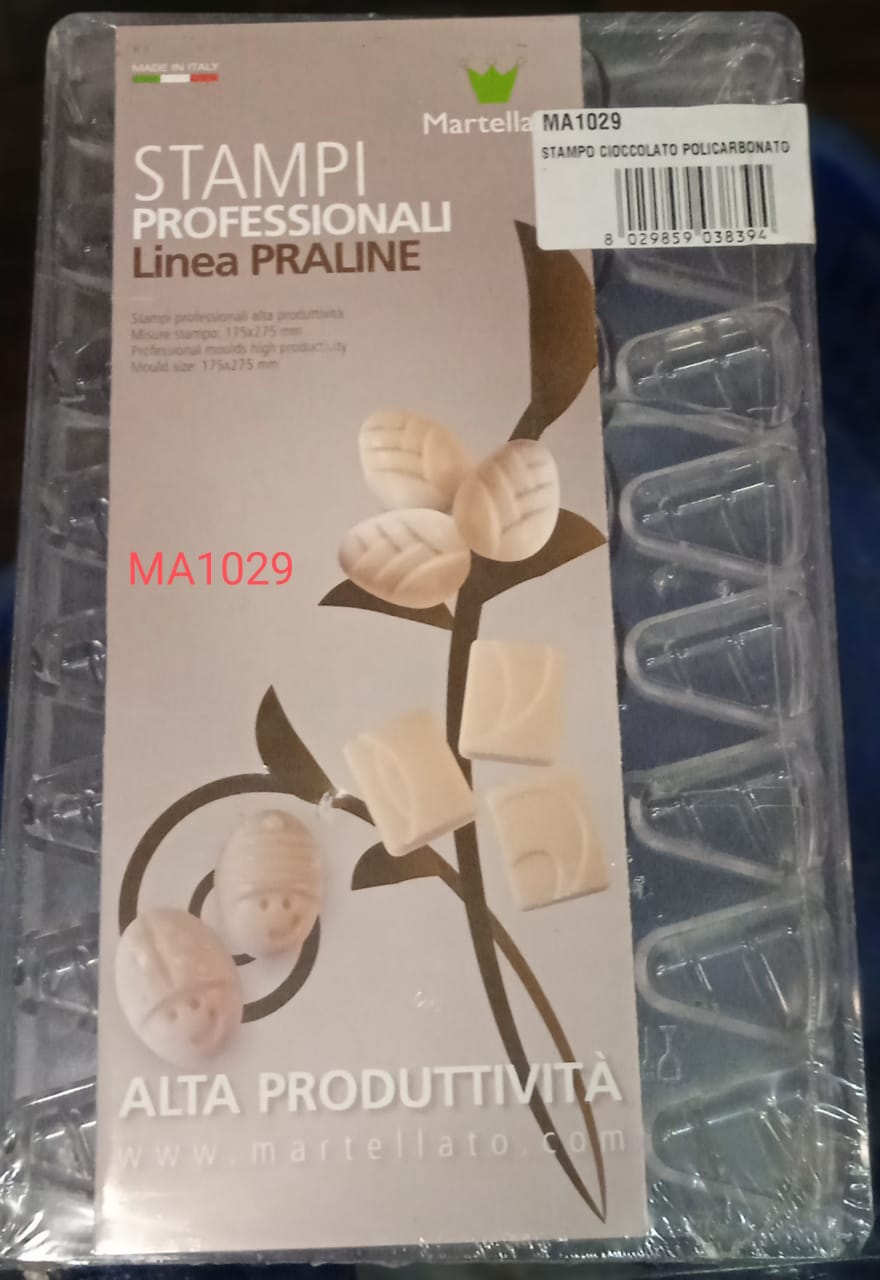 MADE IN ITALY
Martella
MA1029
STAMPO CIOCCOLATO POLICARBONATO
8 029859 038394
STAMPI
PROFESSIONALI
Linea PRALINE
Stampi professionali alta produttività
Misure stampo: 175x275 mm
Professional moulds high productivity
Mould size: 175x275 mm
MA1029
ALTA PRODUTTIVITÀ
www.martellato.com